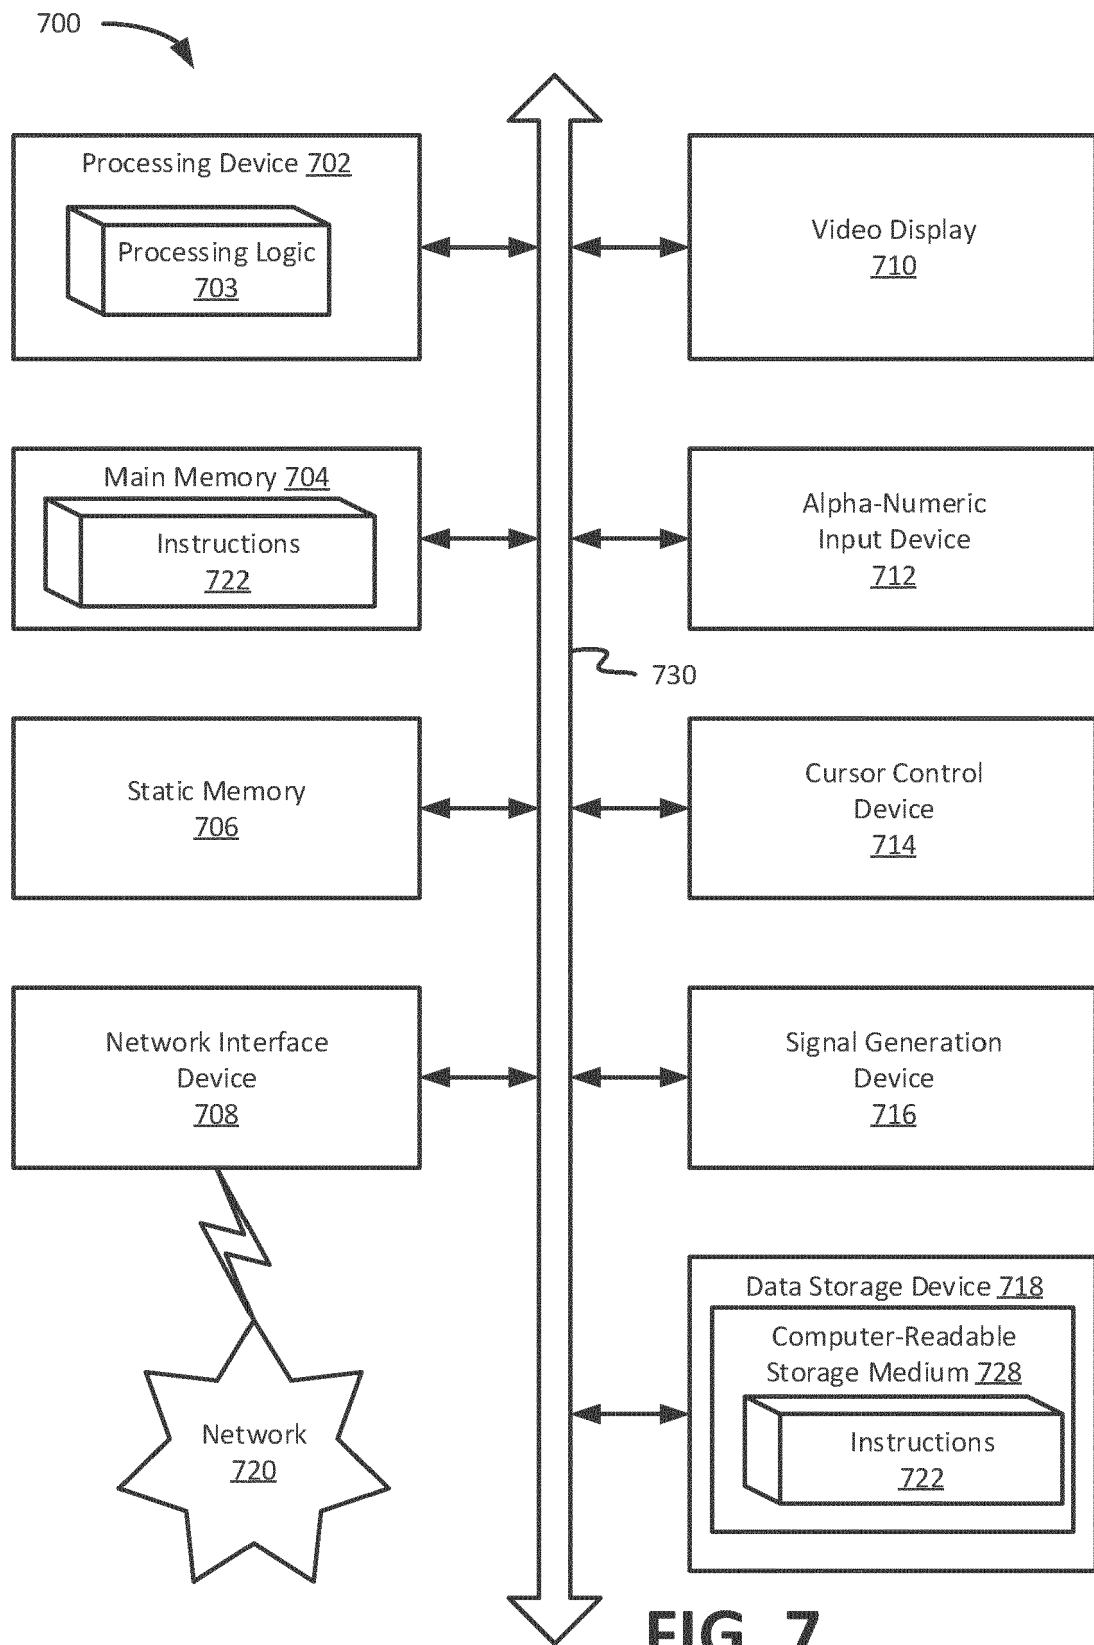 700
Processing Device 702
Processing Logic
703
Video Display
710
Main Memory 704
Instructions
722
Alpha-Numeric
Input Device
712
730
Static Memory
706
Cursor Control
Device
714
Network Interface
Device
708
Signal Generation
Device
716
Data Storage Device 718
Computer-Readable
Storage Medium 728
Instructions
722
Network
720
FIG. 7